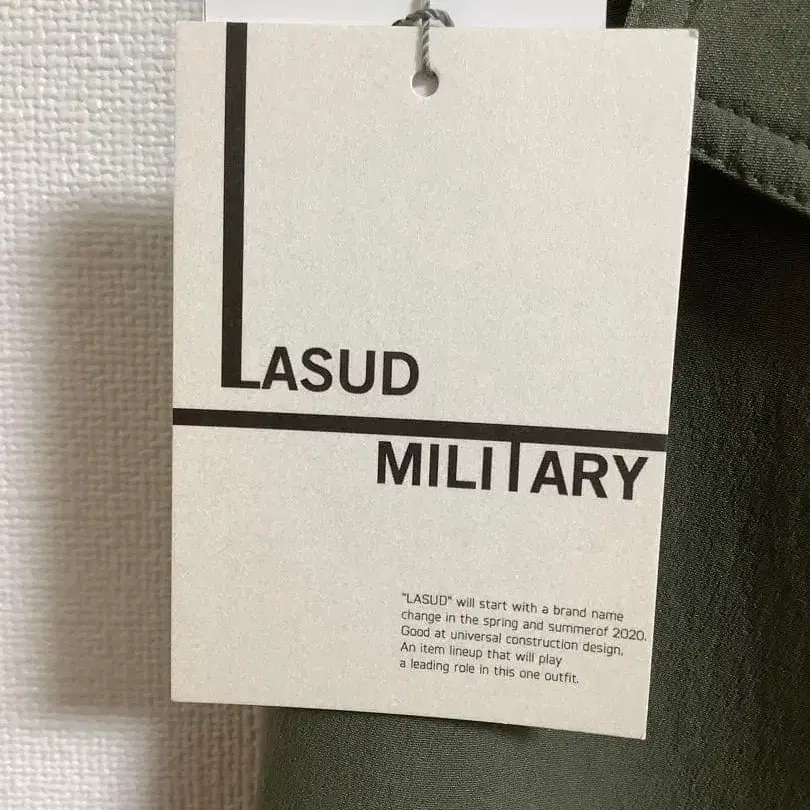 LASUD
MILITARY
"LASUD" will start with a brand name
change in the spring and summerof 2020.
Good at universal construction design.
An item lineup that will play
a leading role in this one outfit.